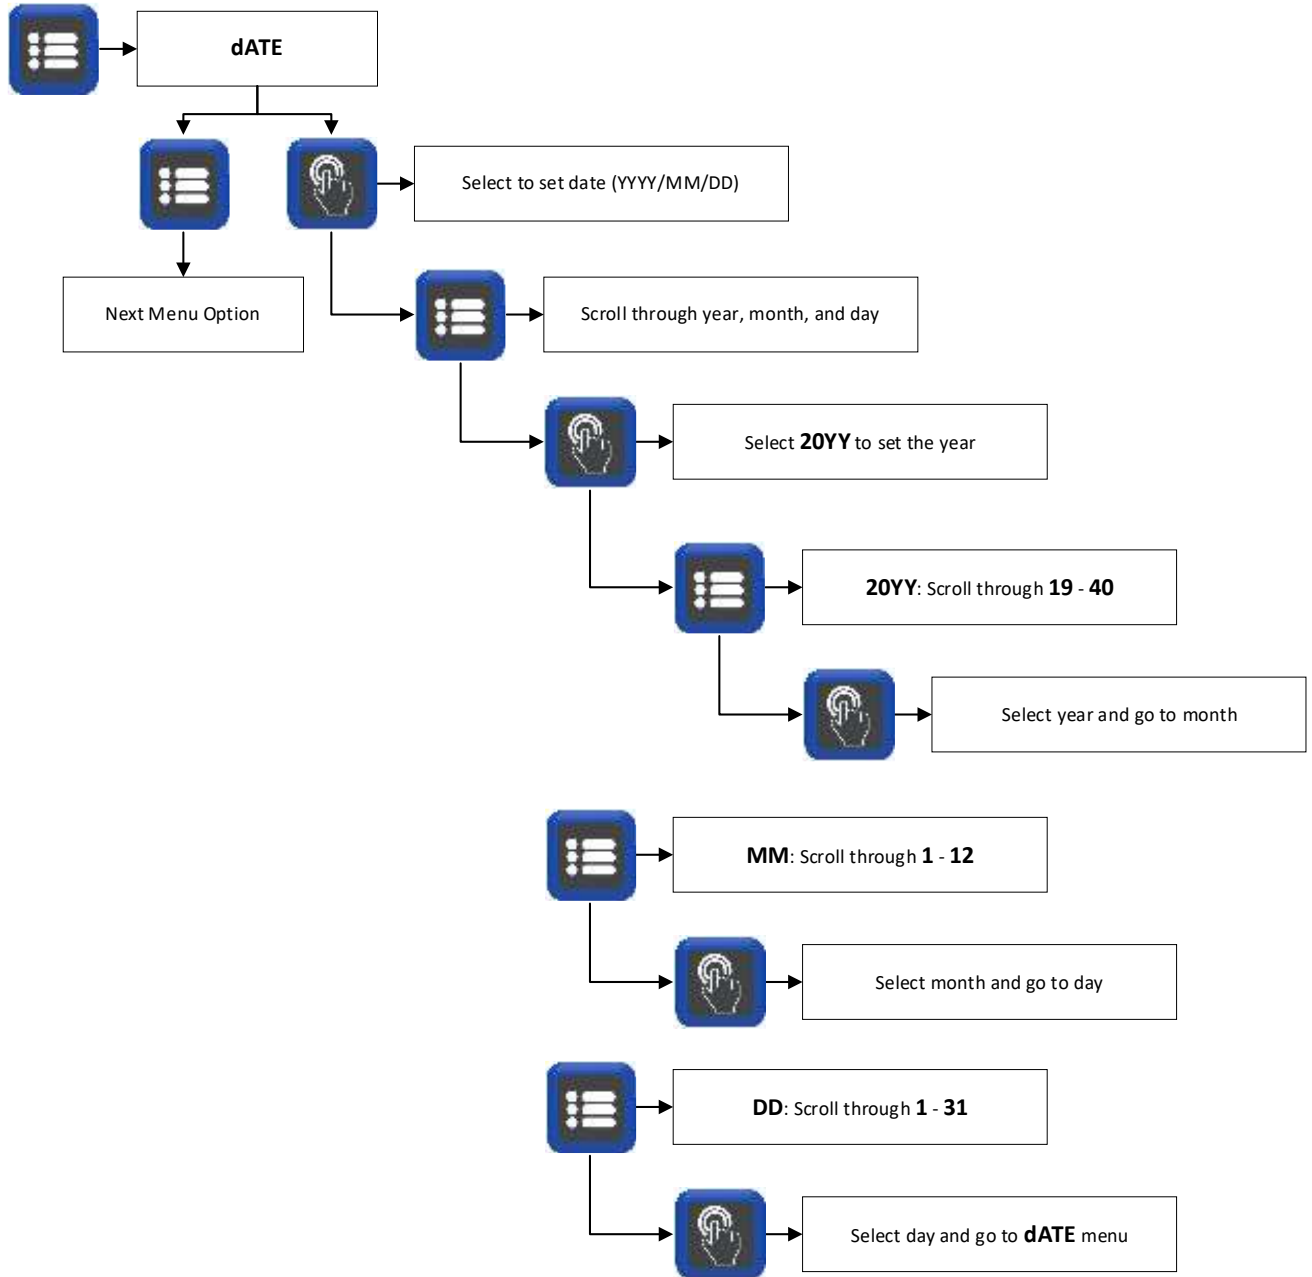 dATE
Select to set date (YYYY/MM/DD)
Next Menu Option
Scroll through year, month, and day
Select 20YY to set the year
20YY: Scroll through 19 - 40
Select year and go to month
MM: Scroll through 1 - 12
Select month and go to day
DD: Scroll through 1 - 31
Select day and go to dATE menu